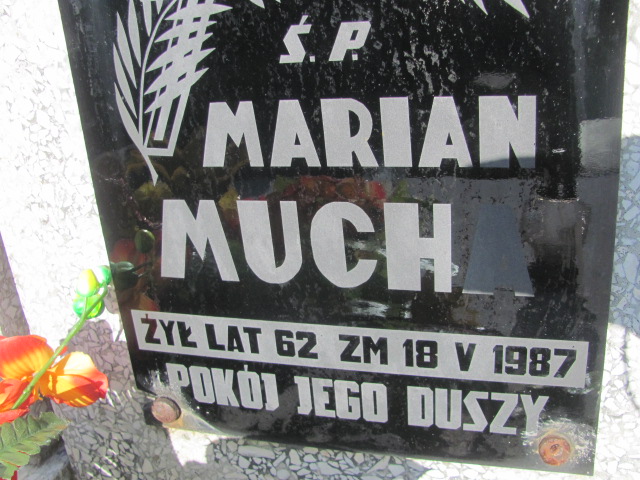 Ś.P.
MARIAN
MUCHA
ŻYŁ LAT 62 ZM 18 V 1987
POKÓJ JEGO DUSZY